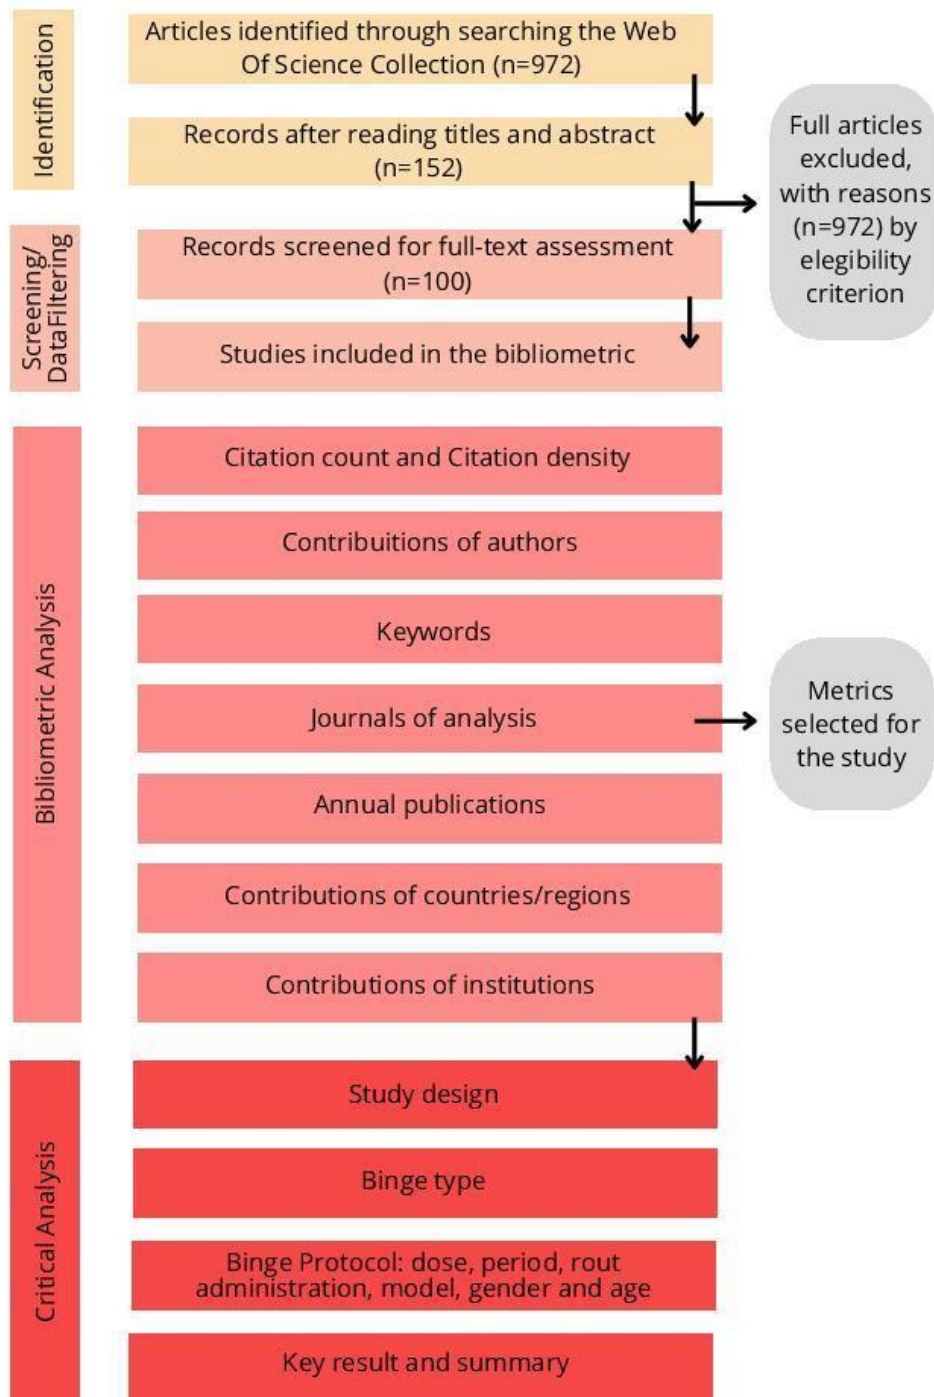 Identification
Articles identified through searching the Web
Of Science Collection (n=972)
Records after reading titles and abstract
(n=152)
Full articles
excluded,
with reasons
(n=972) by
elegibility
criterion
Screening/
DataFiltering
Records screened for full-text assessment
(n=100)
Studies included in the bibliometric
Bibliometric Analysis
Citation count and Citation density
Contribuitions of authors
Keywords
Journals of analysis
Metrics
selected for
the study
Annual publications
Contributions of countries/regions
Contributions of institutions
Critical Analysis
Study design
Binge type
Binge Protocol: dose, period, rout
administration, model, gender and age
Key result and summary